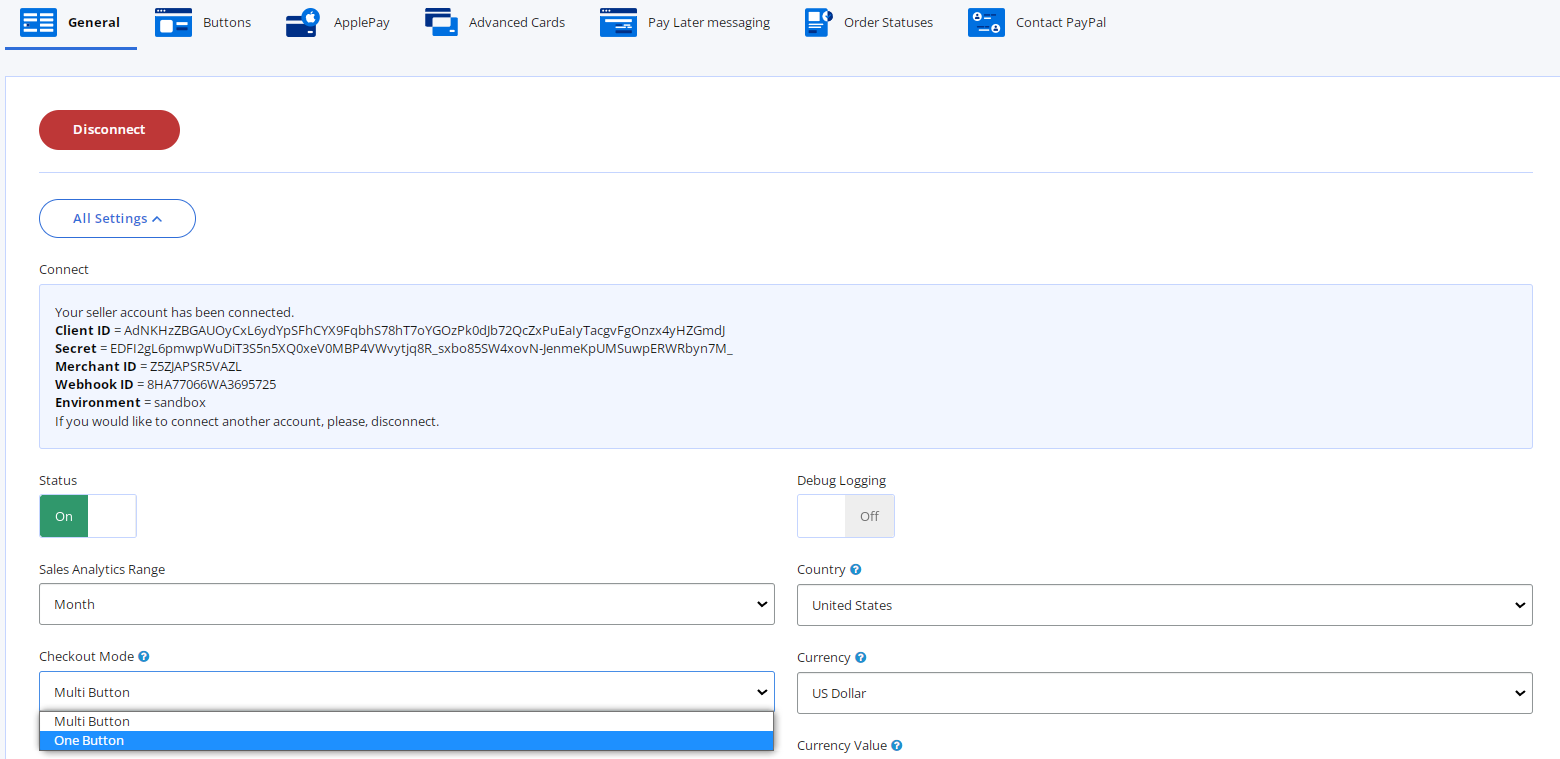 General
Buttons
ApplePay
Advanced Cards
Pay Later messaging
Order Statuses
Contact PayPal
Disconnect
All Settings
Connect
Your seller account has been connected.
Client ID = AdNKHzZBGAUOyCxL6ydYpSFhCYX9FqbhS78hT7oYGOzPk0dJb72QcZxPuEaIyTacgvFgOnzx4yHZGmdJ
Secret = EDFI2gL6pmwpWuDiT3S5n5XQ0xeV0MBP4VWvytjq8R_sxbo85SW4xovN-JenmeKpUMSuwpERWRbyn7M_
Merchant ID = Z5ZJAPSR5VAZL
Webhook ID = 8HA77066WA3695725
Environment = sandbox
If you would like to connect another account, please, disconnect.
Status
On
Debug Logging
Off
Sales Analytics Range
Month
Country ?
United States
Checkout Mode ?
Multi Button
Multi Button
One Button
Currency ?
US Dollar
Currency Value ?